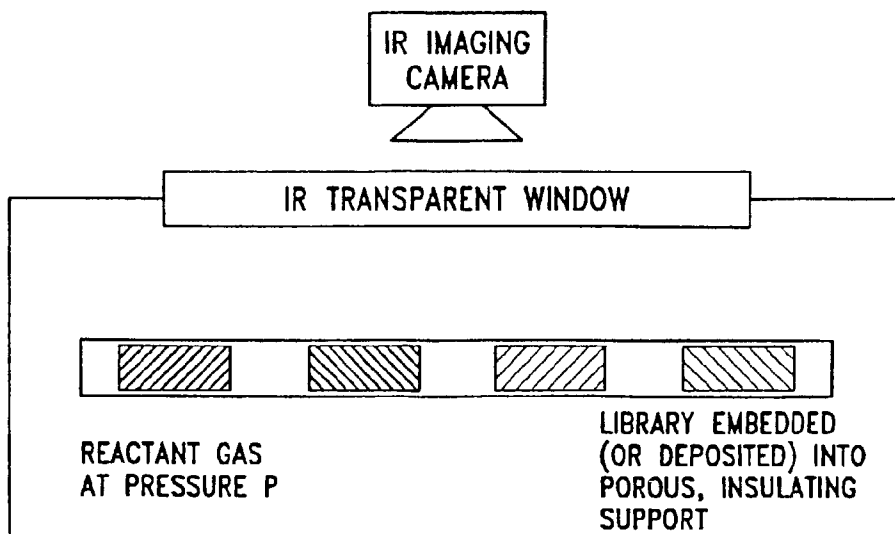 IR IMAGING
CAMERA
IR TRANSPARENT WINDOW
REACTANT GAS
AT PRESSURE P
LIBRARY EMBEDDED
(OR DEPOSITED) INTO
POROUS, INSULATING
SUPPORT